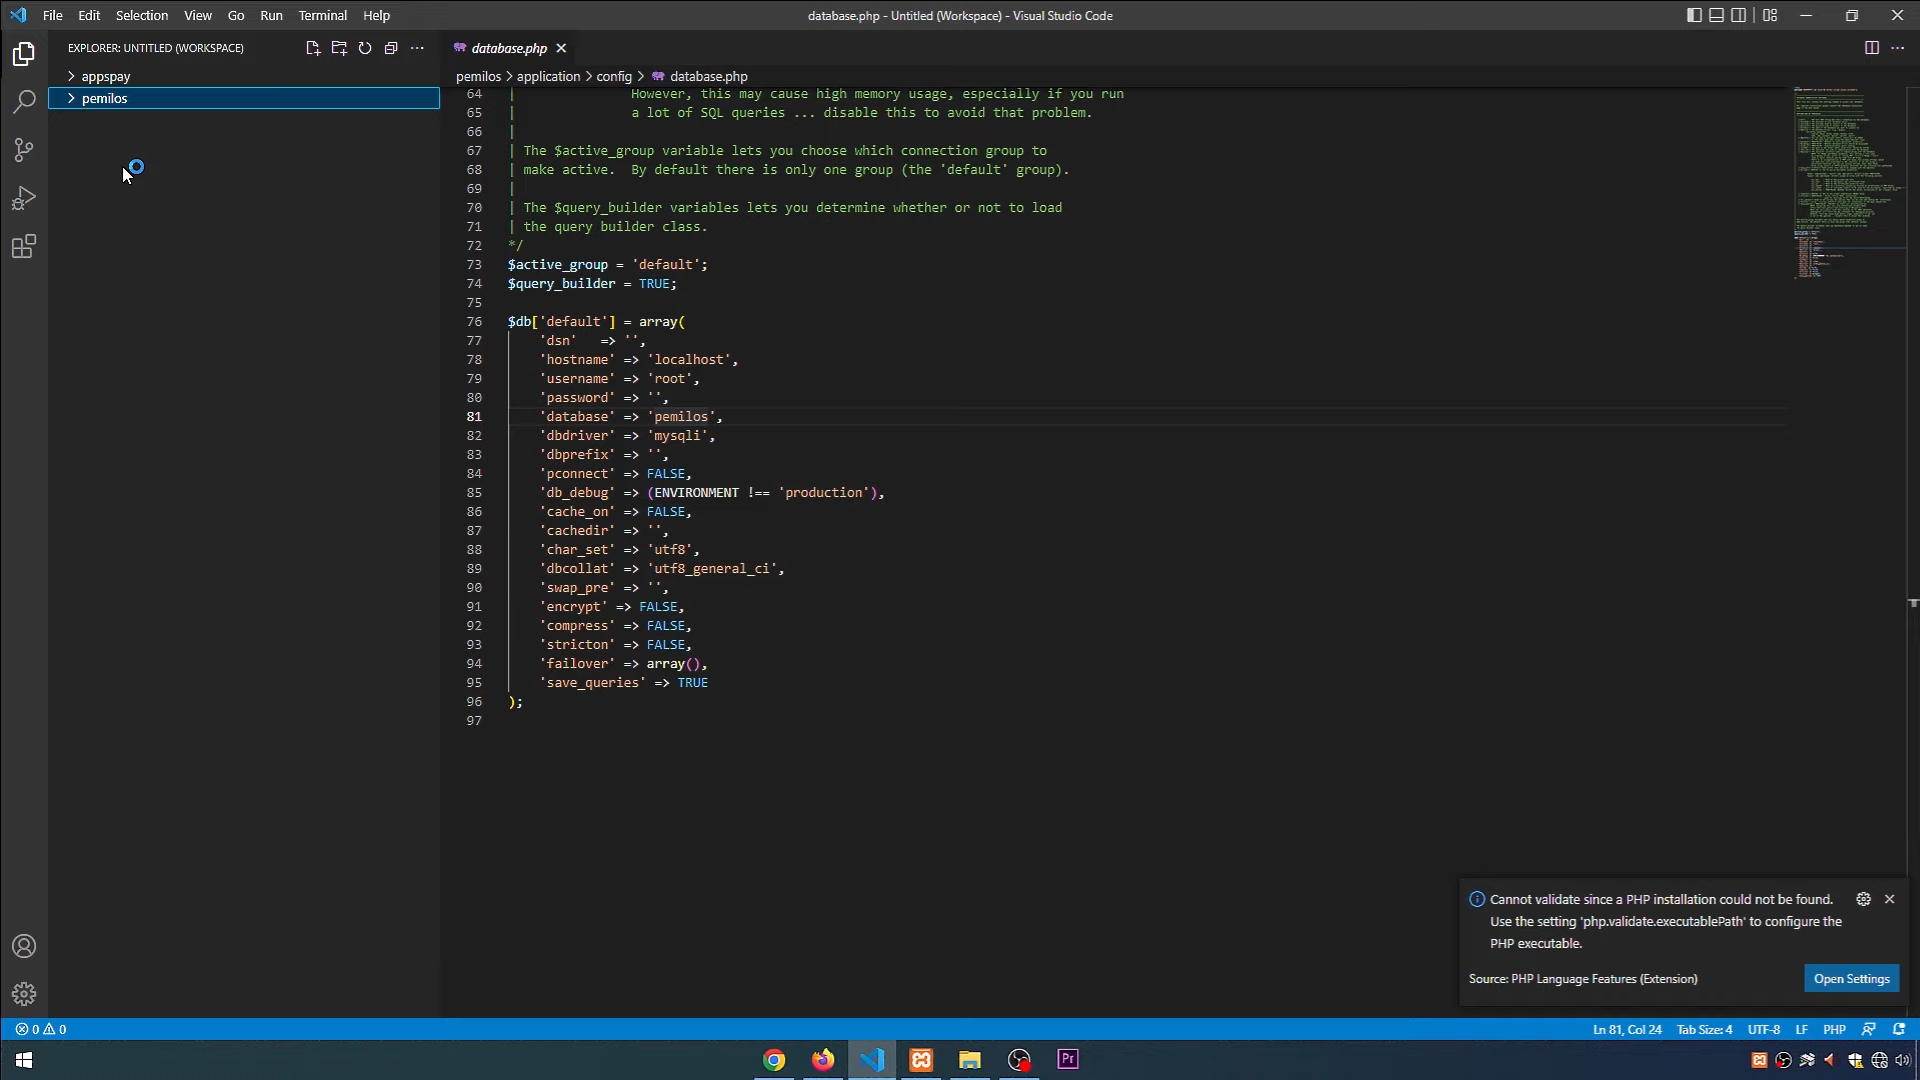 File Edit Selection View Go Run Terminal Help
database.php - Untitled (Workspace) - Visual Studio Code
EXPLORER: UNTITLED (WORKSPACE)
appspay
pemilos
database.php
pemilos > application > config > database.php
64 | However, this may cause high memory usage, especially if you run
65 a lot of SQL queries ... disable this to avoid that problem.
66 |
67 | The $active_group variable lets you choose which connection group to
68 | make active.  By default there is only one group (the 'default' group).
69 |
70 | The $query_builder variables lets you determine whether or not to load
71 | the query builder class.
72 */
73 $active_group = 'default';
74 $query_builder = TRUE;
75
76 $db['default'] = array(
77 'dsn'   => '',
78 'hostname' => 'localhost',
79 'username' => 'root',
80 'password' => '',
81 'database' => 'pemilos',
82 'dbdriver' => 'mysqli',
83 'dbprefix' => '',
84 'pconnect' => FALSE,
85 'db_debug' => (ENVIRONMENT !== 'production'),
86 'cache_on' => FALSE,
87 'cachedir' => '',
88 'char_set' => 'utf8',
89 'dbcollat' => 'utf8_general_ci',
90 'swap_pre' => '',
91 'encrypt' => FALSE,
92 'compress' => FALSE,
93 'stricton' => FALSE,
94 'failover' => array(),
95 'save_queries' => TRUE
96 );
97
Cannot validate since a PHP installation could not be found.
Use the setting 'php.validate.executablePath' to configure the
PHP executable.
Source: PHP Language Features (Extension)
Open Settings
0 0
Ln 81, Col 24 Tab Size: 4 UTF-8 LF PHP
Pr